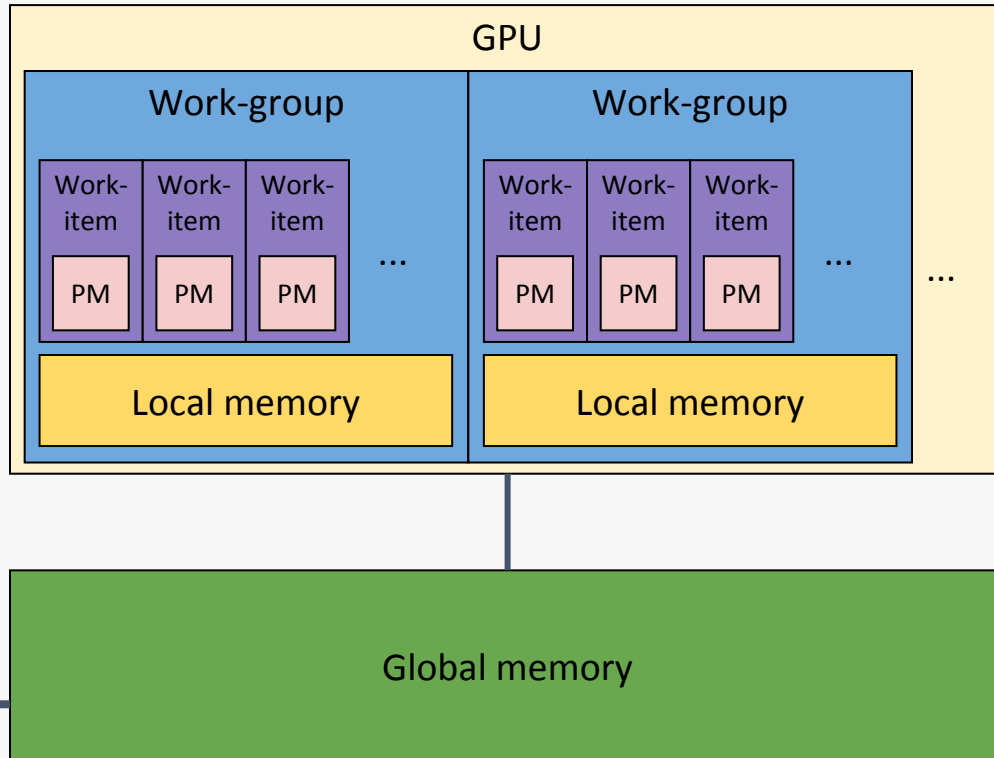 GPU
Work-group
Work-
item
PM
Work-
item
PM
Work-
item
PM
...
Local memory
Work-group
Work-
item
PM
Work-
item
PM
Work-
item
PM
...
Local memory
...
Global memory